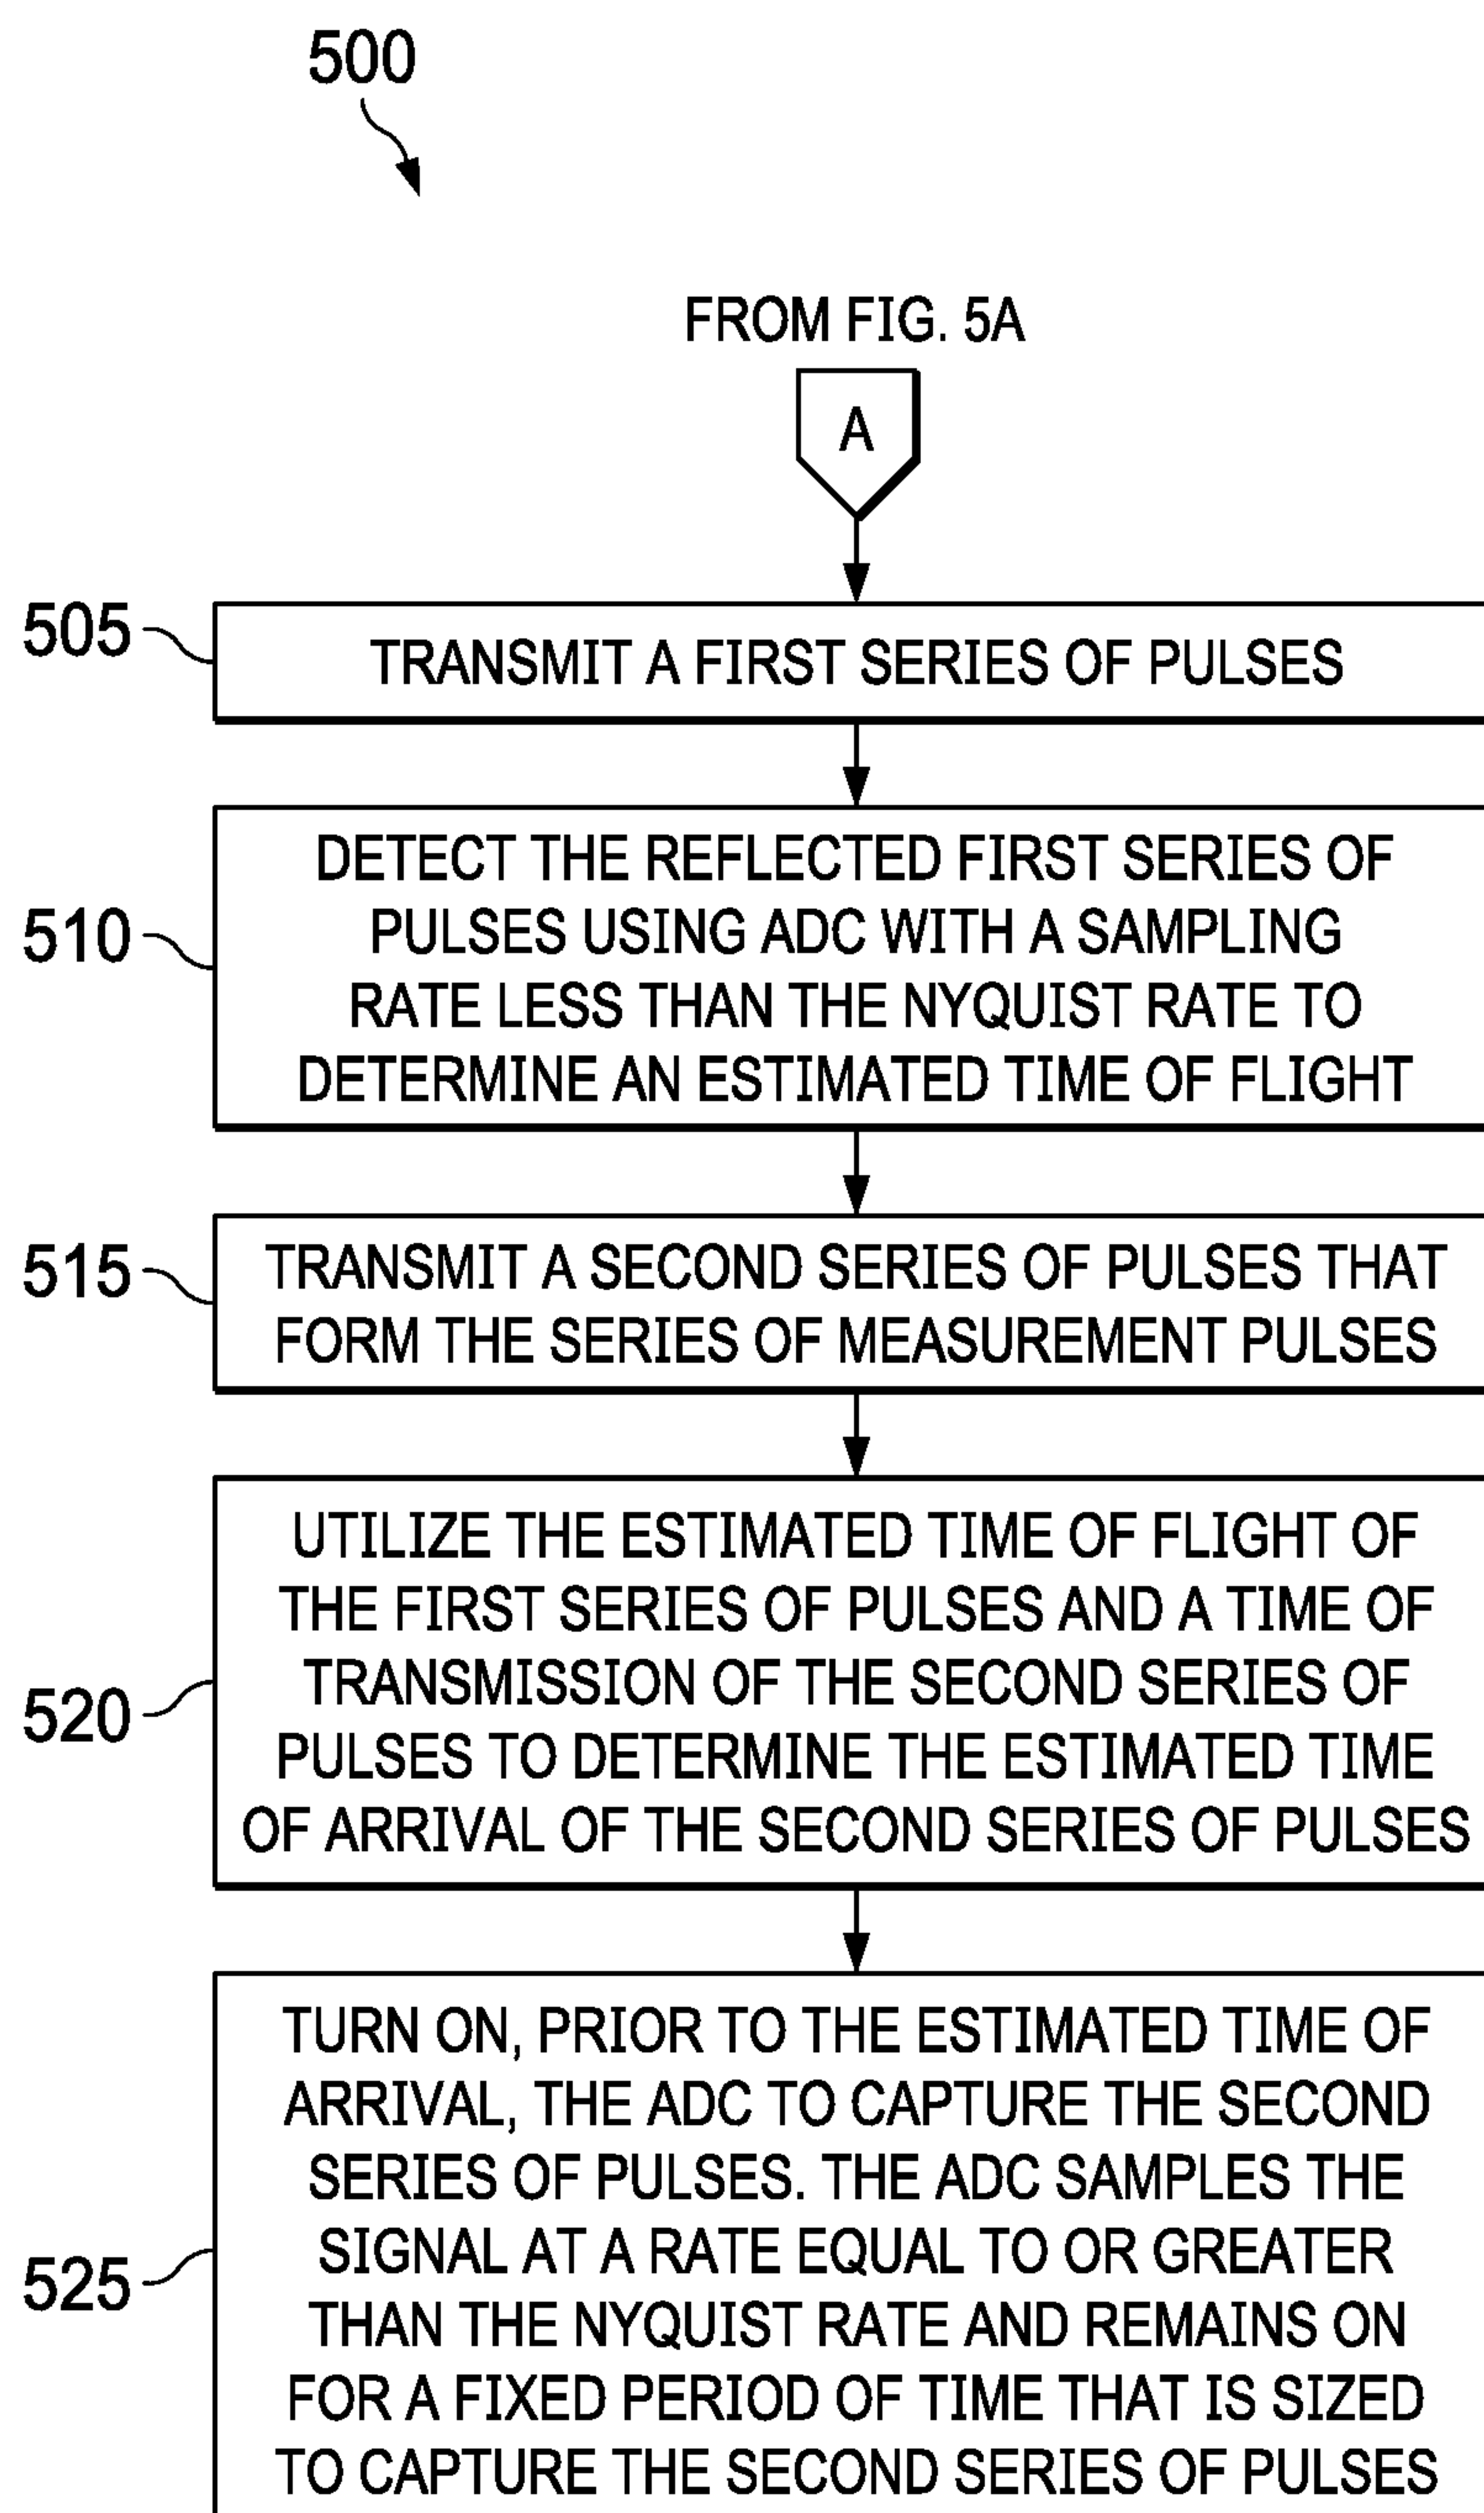 500
FROM FIG. 5A
A
505
TRANSMIT A FIRST SERIES OF PULSES
510
DETECT THE REFLECTED FIRST SERIES OF
PULSES USING ADC WITH A SAMPLING
RATE LESS THAN THE NYQUIST RATE TO
DETERMINE AN ESTIMATED TIME OF FLIGHT
515
TRANSMIT A SECOND SERIES OF PULSES THAT
FORM THE SERIES OF MEASUREMENT PULSES
520
UTILIZE THE ESTIMATED TIME OF FLIGHT OF
THE FIRST SERIES OF PULSES AND A TIME OF
TRANSMISSION OF THE SECOND SERIES OF
PULSES TO DETERMINE THE ESTIMATED TIME
OF ARRIVAL OF THE SECOND SERIES OF PULSES
525
TURN ON, PRIOR TO THE ESTIMATED TIME OF
ARRIVAL, THE ADC TO CAPTURE THE SECOND
SERIES OF PULSES. THE ADC SAMPLES THE
SIGNAL AT A RATE EQUAL TO OR GREATER
THAN THE NYQUIST RATE AND REMAINS ON
FOR A FIXED PERIOD OF TIME THAT IS SIZED
TO CAPTURE THE SECOND SERIES OF PULSES